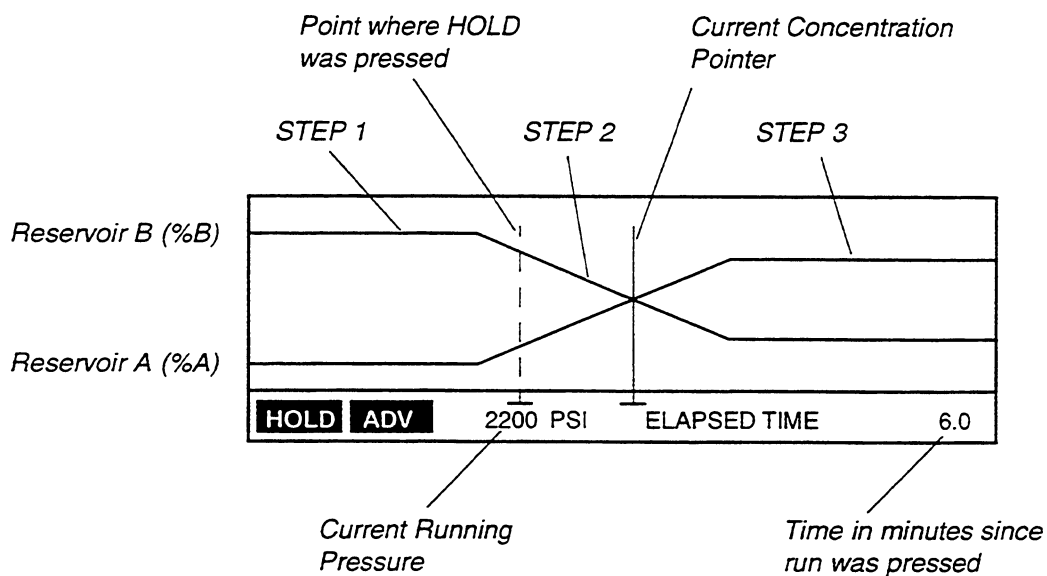 Point where HOLD
was pressed
Current Concentration
Pointer
STEP 1
STEP 2
STEP 3
Reservoir B (%B)
Reservoir A (%A)
HOLD ADV 2200 PSI ELAPSED TIME 6.0
Current Running
Pressure
Time in minutes since
run was pressed